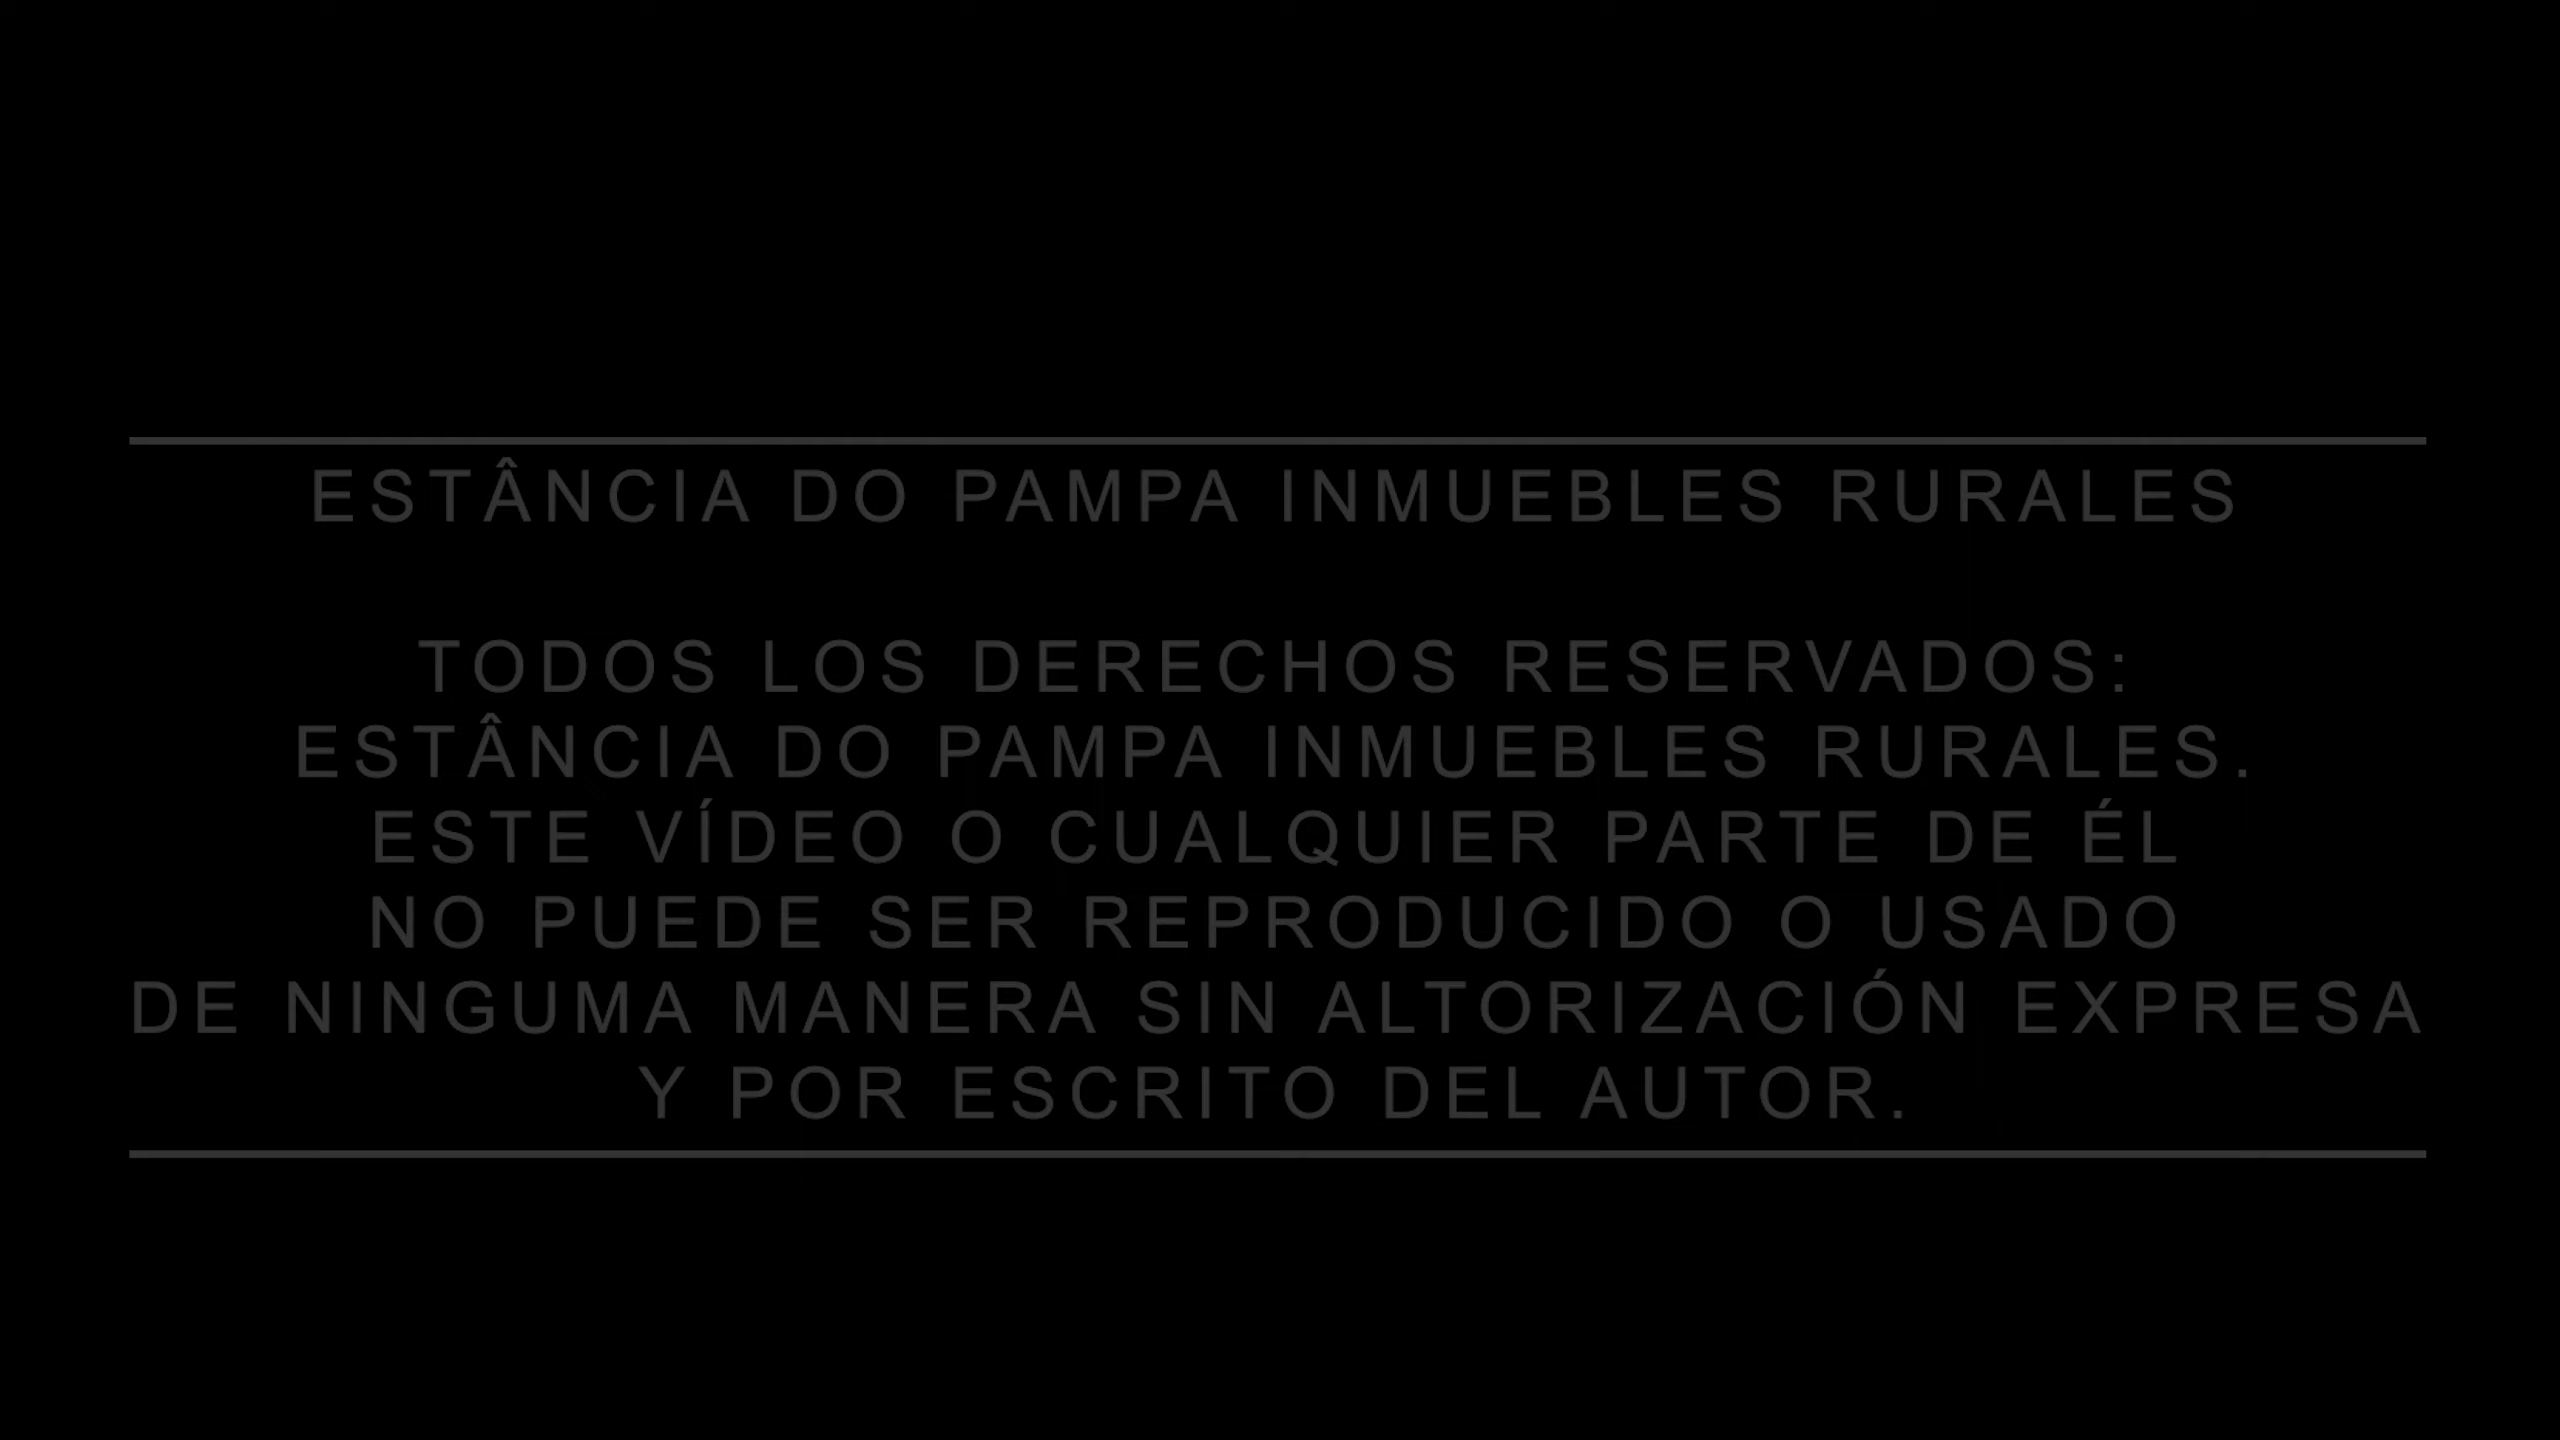 ESTÂNCIA DO PAMPA INMUEBLES RURALES
TODOS LOS DERECHOS RESERVADOS:
ESTÂNCIA DO PAMPA INMUEBLES RURALES.
ESTE VÍDEO O CUALQUIER PARTE DE ÉL
NO PUEDE SER REPRODUCIDO O USADO
DE NINGUMA MANERA SIN ALTORIZACIÓN EXPRESA
Y POR ESCRITO DEL AUTOR.